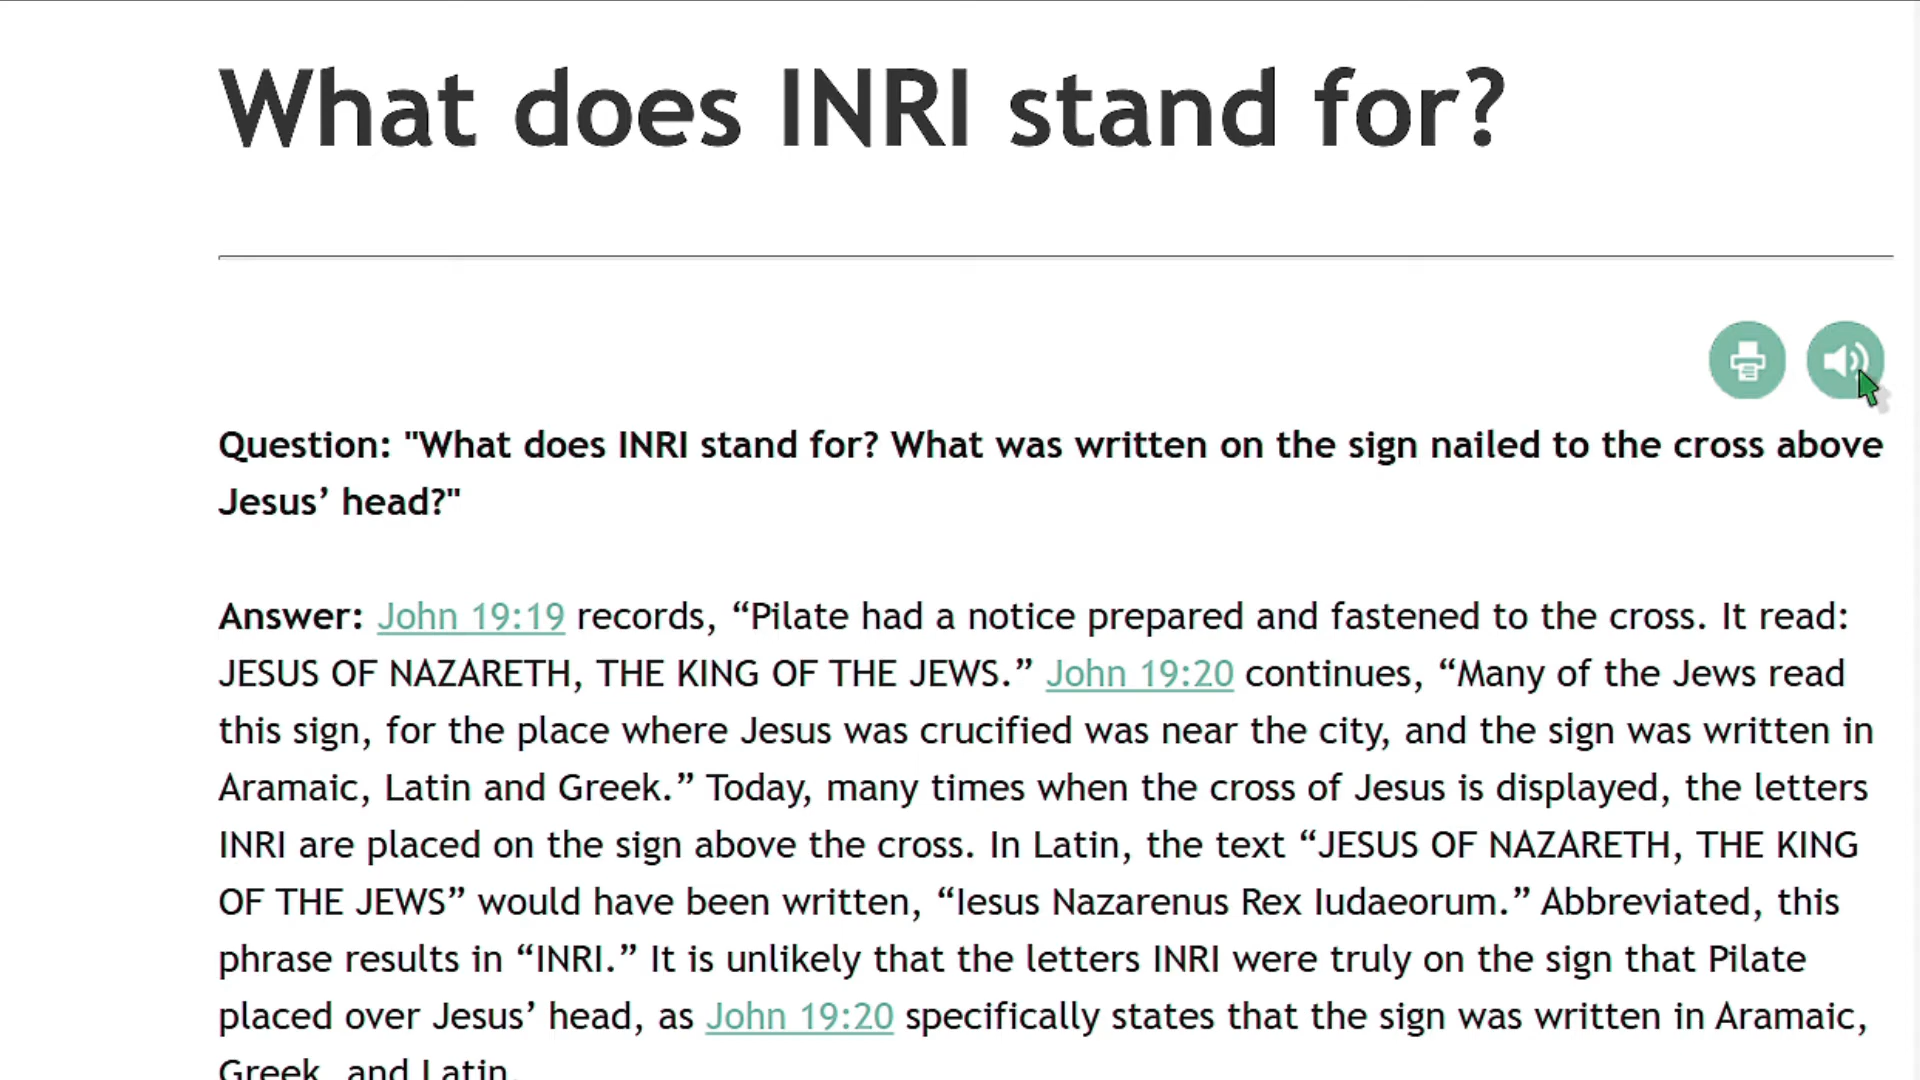 What does INRI stand for?
Question: "What does INRI stand for? What was written on the sign nailed to the cross above
Jesus’ head?"
Answer: John 19:19 records, “Pilate had a notice prepared and fastened to the cross. It read:
JESUS OF NAZARETH, THE KING OF THE JEWS.” John 19:20 continues, “Many of the Jews read
this sign, for the place where Jesus was crucified was near the city, and the sign was written in
Aramaic, Latin and Greek.” Today, many times when the cross of Jesus is displayed, the letters
INRI are placed on the sign above the cross. In Latin, the text “JESUS OF NAZARETH, THE KING
OF THE JEWS” would have been written, “Iesus Nazarenus Rex Iudaeorum.” Abbreviated, this
phrase results in “INRI.” It is unlikely that the letters INRI were truly on the sign that Pilate
placed over Jesus’ head, as John 19:20 specifically states that the sign was written in Aramaic,
Greek, and Latin.